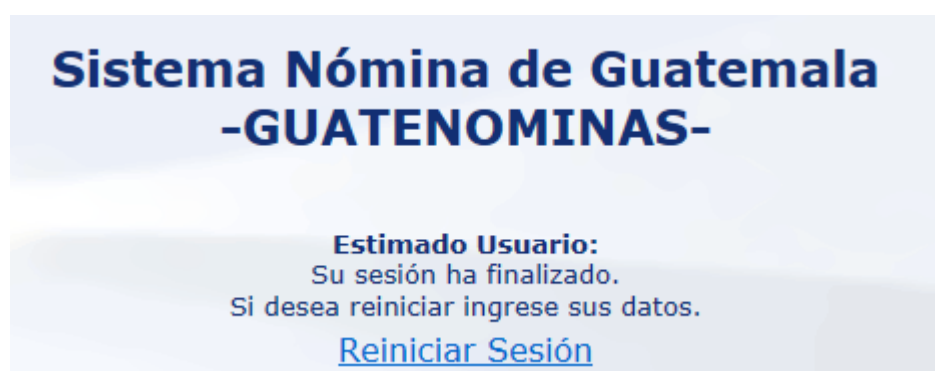 Sistema Nómina de Guatemala
-GUATENOMINAS-
Estimado Usuario:
Su sesión ha finalizado.
Si desea reiniciar ingrese sus datos.
Reiniciar Sesión